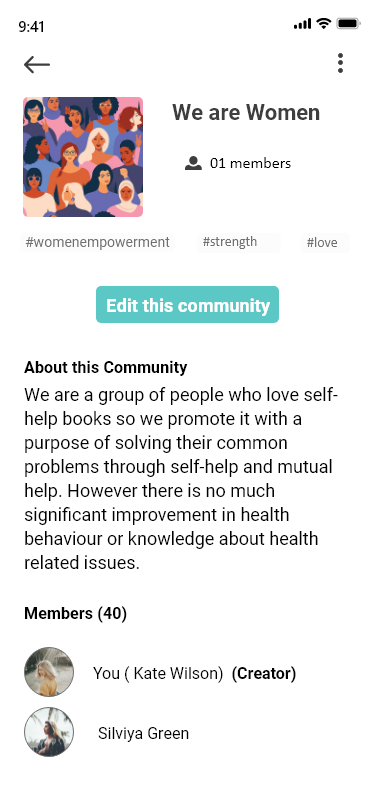 9:41
We are Women
01 members
#womenempowerment #strength #love
Edit this community
About this Community
We are a group of people who love self-
help books so we promote it with a
purpose of solving their common
problems through self-help and mutual
help. However there is no much
significant improvement in health
behaviour or knowledge about health
related issues.
Members (40)
You ( Kate Wilson) (Creator)
Silviya Green